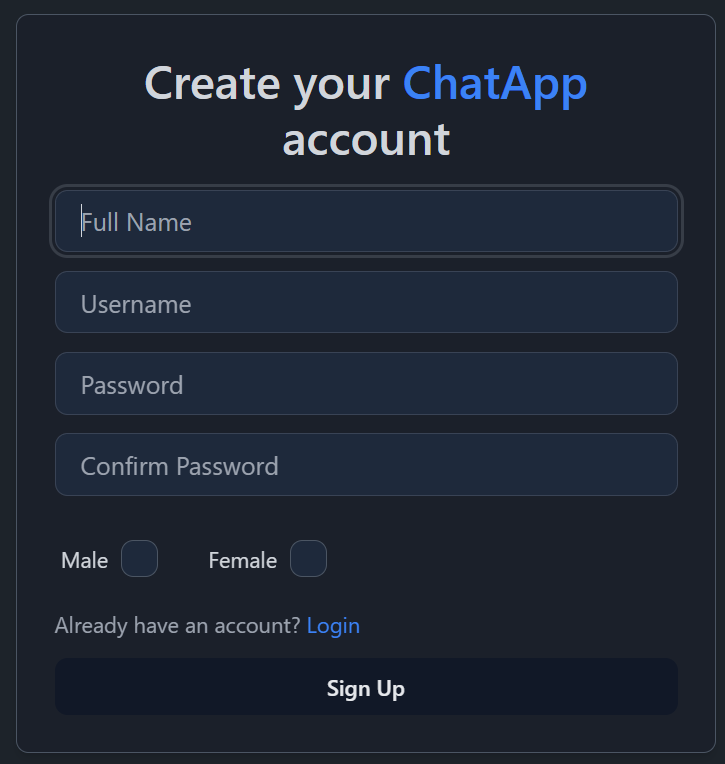 Create your ChatApp
account
Full Name
Username
Password
Confirm Password
Male Female
Already have an account? Login
Sign Up